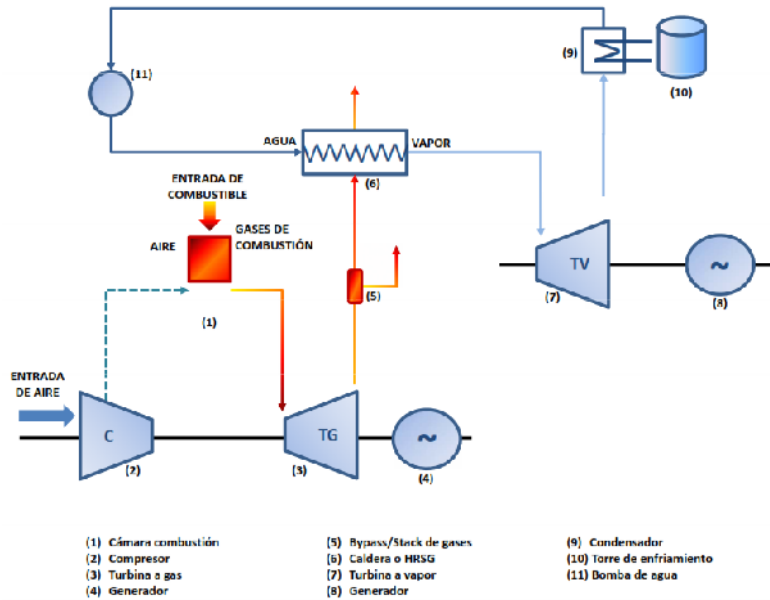 (9)
(10)
(11)
AGUA
VAPOR
(6)
ENTRADA DE
COMBUSTIBLE
AIRE
GASES DE
COMBUSTIÓN
(1)
(5)
TV
~
(7)
(8)
ENTRADA
DE AIRE
C
TG
~
(2)
(3)
(4)
(1) Cámara combustión
(2) Compresor
(3) Turbina a gas
(4) Generador
(5) Bypass/Stack de gases
(6) Caldera o HRSG
(7) Turbina a vapor
(8) Generador
(9) Condensador
(10) Torre de enfriamiento
(11) Bomba de agua